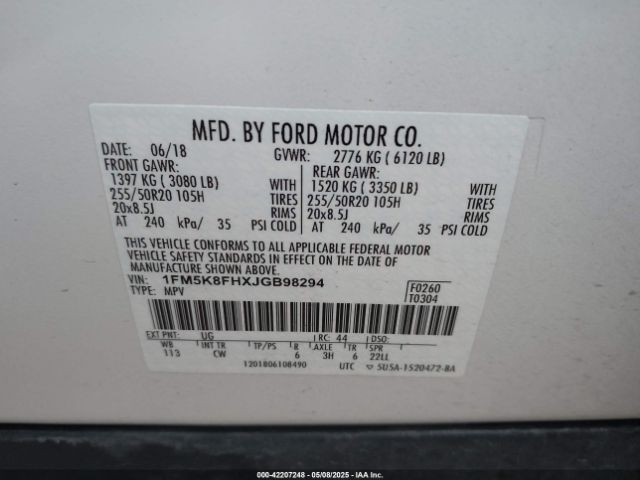 MFD. BY FORD MOTOR CO.
DATE: 06/18 GVWR: 2776 KG ( 6120 LB)
FRONT GAWR: REAR GAWR:
1397 KG ( 3080 LB) WITH 1520 KG ( 3350 LB) WITH
255/50R20 105H TIRES 255/50R20 105H TIRES
20x8.5J RIMS 20x8.5J RIMS
AT 240 kPa/ 35 PSI COLD AT 240 kPa/ 35 PSI COLD
THIS VEHICLE CONFORMS TO ALL APPLICABLE FEDERAL MOTOR
VEHICLE SAFETY STANDARDS IN EFFECT ON THE DATE OF
MANUFACTURE SHOWN ABOVE.
VIN: 1FM5K8FHXJGB98294 F0260
TYPE: MPV T0304
EXT PNT: UG RC: 44
WB INT TR TP/PS R AXLE TR SPR
113 CW 6 3H 6 22LL
1201806108490 UTC ▽ 5U5A-1520472-BA
000-42207248 - 05/08/2025 - IAA Inc.